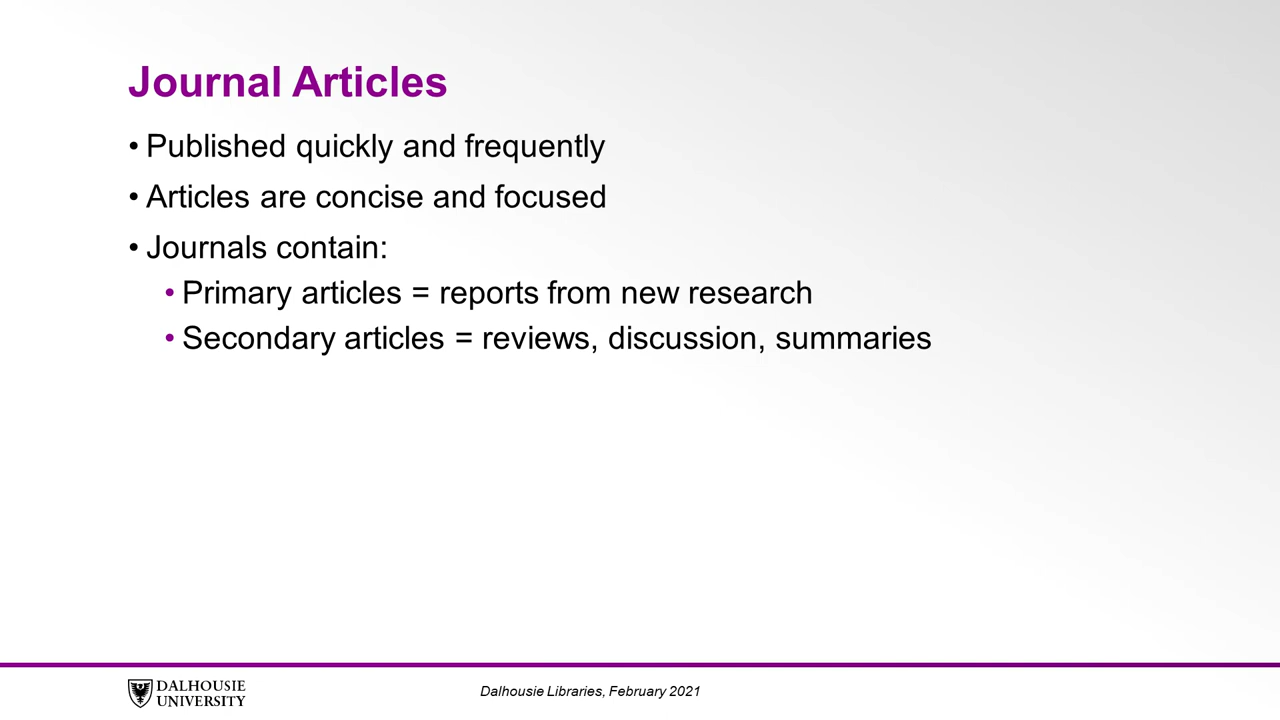 Journal Articles
• Published quickly and frequently
• Articles are concise and focused
• Journals contain:
• Primary articles = reports from new research
• Secondary articles = reviews, discussion, summaries
DALHOUSIE
UNIVERSITY
Dalhousie Libraries, February 2021